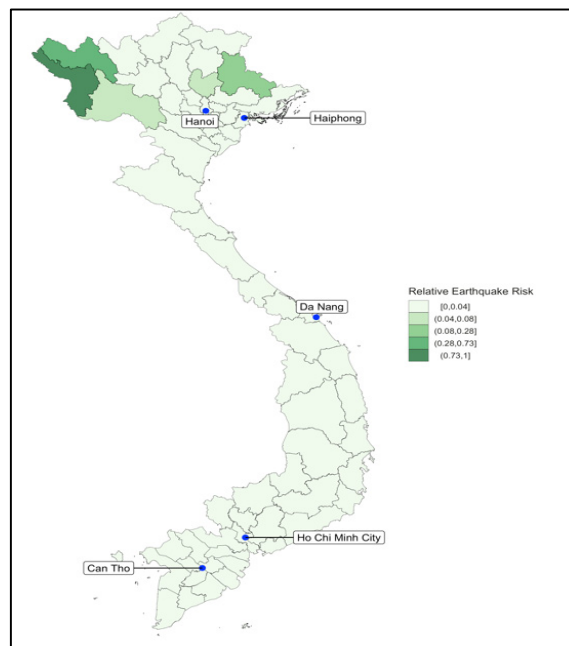 Hanoi
Haiphong
Da Nang
Relative Earthquake Risk
[0,0.04]
(0.04,0.08]
(0.08,0.28]
(0.28,0.73]
(0.73,1]
Ho Chi Minh City
Can Tho